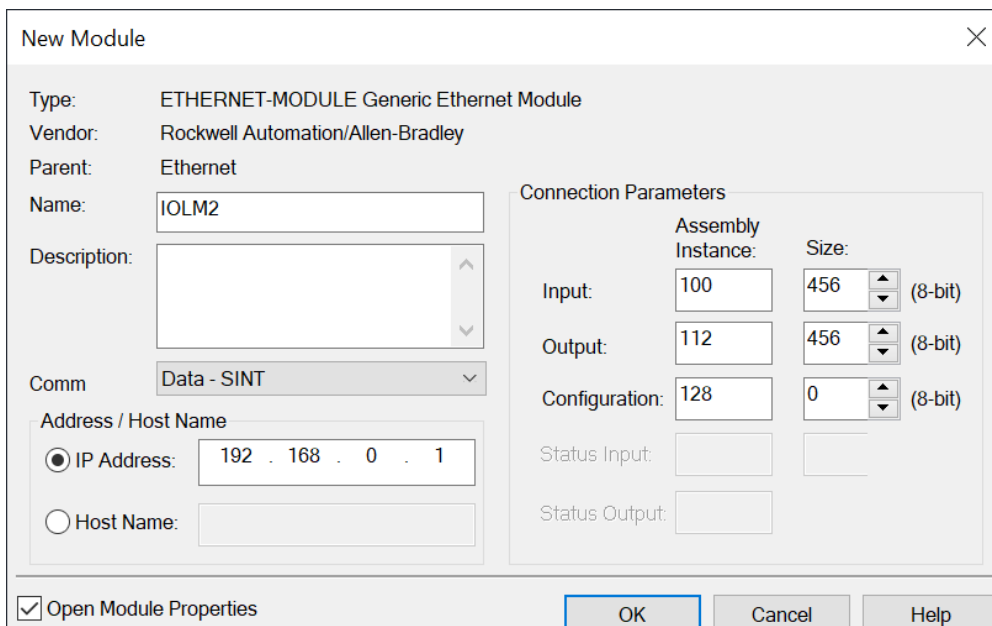 New Module
Type: ETHERNET-MODULE Generic Ethernet Module
Vendor: Rockwell Automation/Allen-Bradley
Parent: Ethernet
Name: IOLM2
Description:
Comm Data - SINT
Address / Host Name
IP Address: 192 . 168 . 0 . 1
Host Name:
Connection Parameters
Assembly
Instance: Size:
Input: 100 456 (8-bit)
Output: 112 456 (8-bit)
Configuration: 128 0 (8-bit)
Status Input:
Status Output:
Open Module Properties
OK Cancel Help